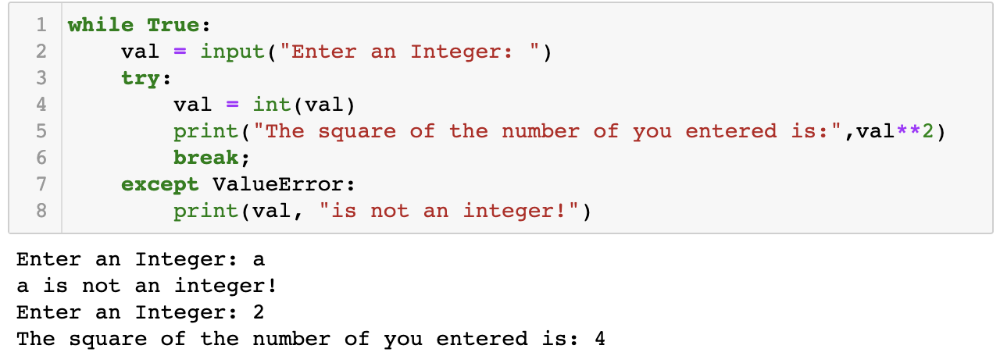 1 while True:
2     val = input("Enter an Integer: ")
3     try:
4         val = int(val)
5         print("The square of the number of you entered is:",val**2)
6         break;
7     except ValueError:
8         print(val, "is not an integer!")
Enter an Integer: a
a is not an integer!
Enter an Integer: 2
The square of the number of you entered is: 4